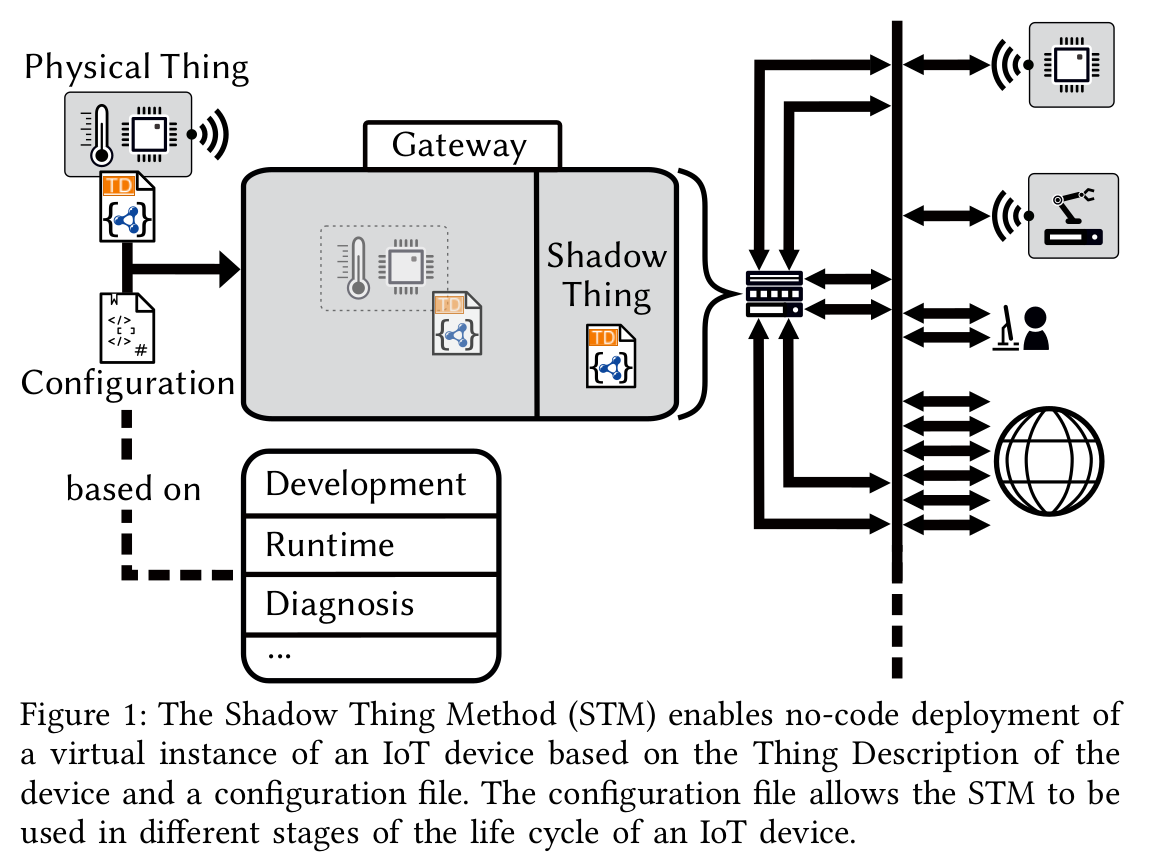 Physical Thing
TD
{ }
W
</>
[ ]
</> #
Configuration
based on
Gateway
TD
{ }
Shadow
Thing
TD
{ }
Development
Runtime
Diagnosis
...
Figure 1: The Shadow Thing Method (STM) enables no-code deployment of
a virtual instance of an IoT device based on the Thing Description of the
device and a configuration file. The configuration file allows the STM to be
used in different stages of the life cycle of an IoT device.